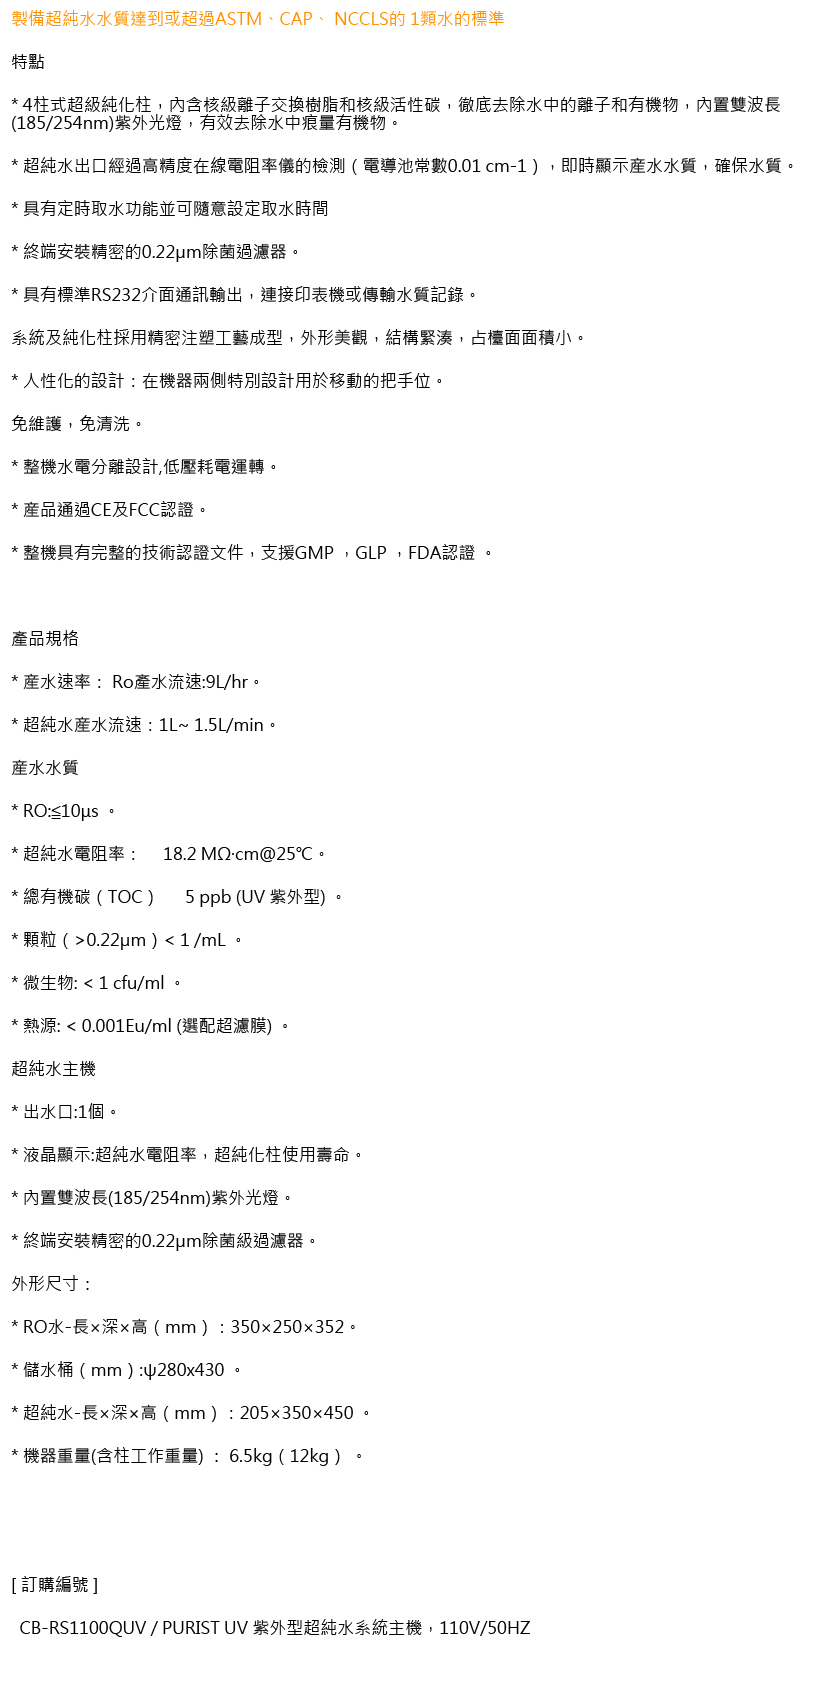 製備超純水水質達到或超過ASTM、CAP、 NCCLS的 1類水的標準
特點
* 4柱式超級純化柱，內含核級離子交換樹脂和核級活性碳，徹底去除水中的離子和有機物，內置雙波長
(185/254nm)紫外光燈，有效去除水中痕量有機物。
* 超純水出口經過高精度在線電阻率儀的檢測（電導池常數0.01 cm-1），即時顯示産水水質，確保水質。
* 具有定時取水功能並可隨意設定取水時間
* 終端安裝精密的0.22μm除菌過濾器。
* 具有標準RS232介面通訊輸出，連接印表機或傳輸水質記錄。
系統及純化柱採用精密注塑工藝成型，外形美觀，結構緊湊，占檯面面積小。
* 人性化的設計：在機器兩側特別設計用於移動的把手位。
免維護，免清洗。
* 整機水電分離設計,低壓耗電運轉。
* 産品通過CE及FCC認證。
* 整機具有完整的技術認證文件，支援GMP ，GLP ，FDA認證 。
產品規格
* 産水速率： Ro產水流速:9L/hr。
* 超純水産水流速：1L~ 1.5L/min。
産水水質
* RO:≦10μs 。
* 超純水電阻率：　 18.2 MΩ·cm@25℃。
* 總有機碳（TOC）　 5 ppb (UV 紫外型) 。
* 顆粒（>0.22μm）< 1 /mL 。
* 微生物: < 1 cfu/ml 。
* 熱源: < 0.001Eu/ml (選配超濾膜) 。
超純水主機
* 出水口:1個。
* 液晶顯示:超純水電阻率，超純化柱使用壽命。
* 內置雙波長(185/254nm)紫外光燈。
* 終端安裝精密的0.22μm除菌級過濾器。
外形尺寸：
* RO水-長×深×高（mm）：350×250×352。
* 儲水桶（mm）:ψ280x430 。
* 超純水-長×深×高（mm）：205×350×450 。
* 機器重量(含柱工作重量) ： 6.5kg（12kg） 。
[ 訂購編號 ]
CB-RS1100QUV / PURIST UV 紫外型超純水系統主機，110V/50HZ